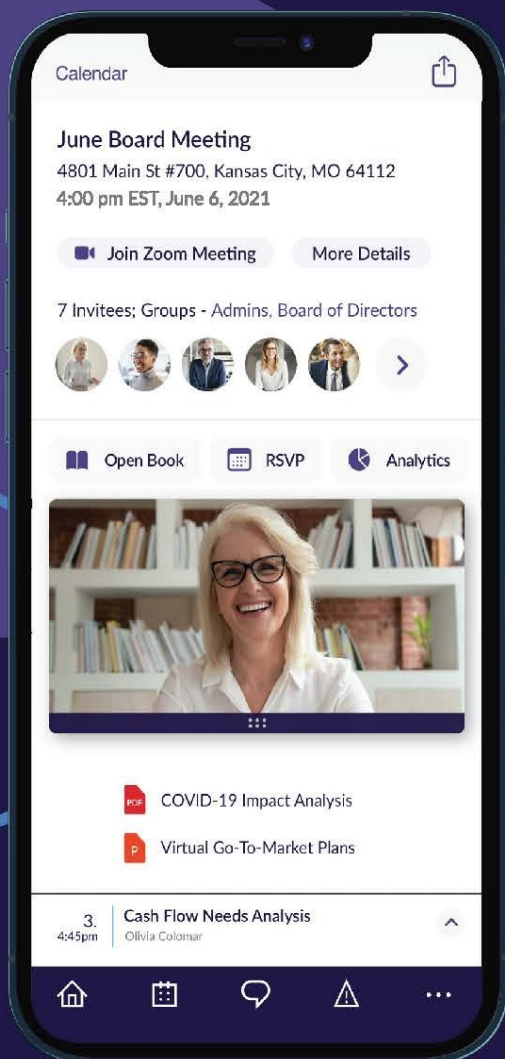 Calendar
June Board Meeting
4801 Main St #700, Kansas City, MO 64112
4:00 pm EST, June 6, 2021
Join Zoom Meeting
More Details
7 Invitees; Groups - Admins, Board of Directors
Open Book
RSVP
Analytics
PDF
COVID-19 Impact Analysis
P
Virtual Go-To-Market Plans
3.
Cash Flow Needs Analysis
4:45pm
Olivia Colomar